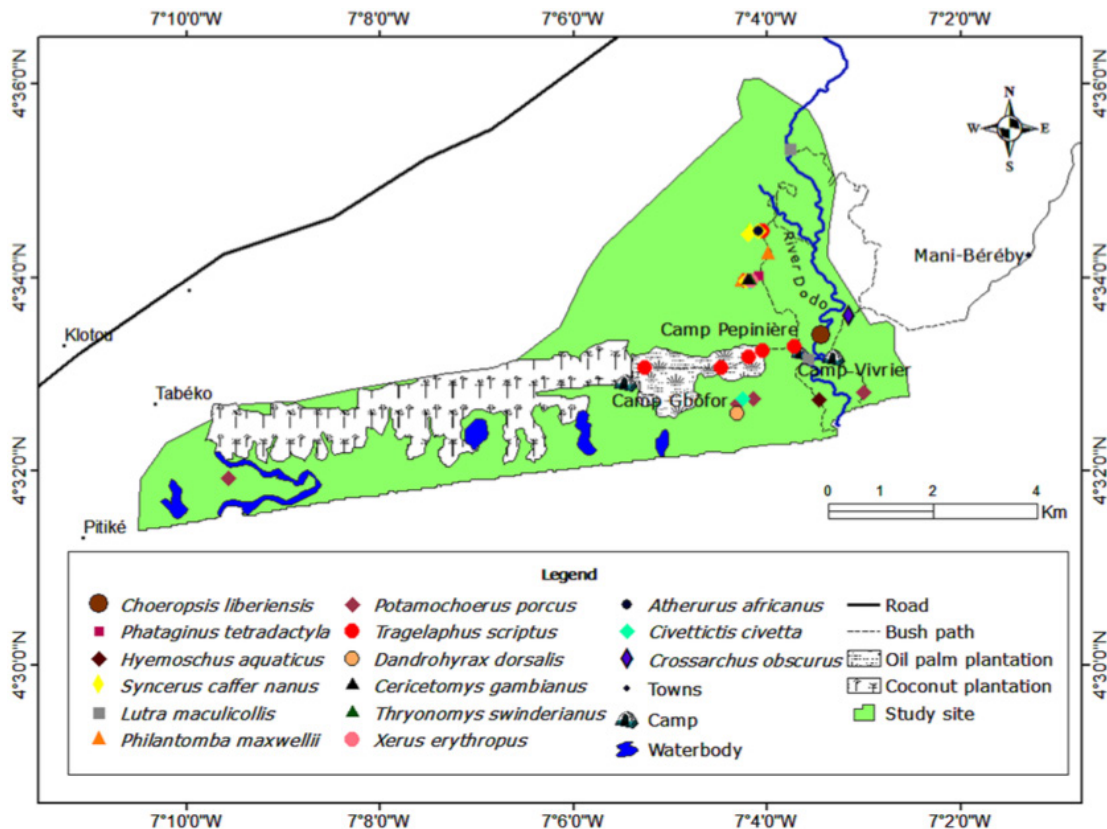 7°10'0"W 7°8'0"W 7°6'0"W 7°4'0"W 7°2'0"W
4°36'0"N 4°36'0"N
N
W E
S
River Dodo
4°34'0"N Mani-Béréby 4°34'0"N
Klotou Camp Pepinière
Camp Vivrier
Tabéko Camp Gbofor
4°32'0"N 4°32'0"N
0 1 2 4
Km
Pitiké
Legend
Choeropsis liberiensis Potamochoerus porcus Atherurus africanus Road
Phataginus tetradactyla Tragelaphus scriptus Civettictis civetta Bush path
Hyemoschus aquaticus Dandrohyrax dorsalis Crossarchus obscurus Oil palm plantation
Syncerus caffer nanus Cericetomys gambianus Towns Coconut plantation
Lutra maculicollis Thryonomys swinderianus Camp Study site
Philantomba maxwellii Xerus erythropus Waterbody
4°30'0"N 4°30'0"N
7°10'0"W 7°8'0"W 7°6'0"W 7°4'0"W 7°2'0"W